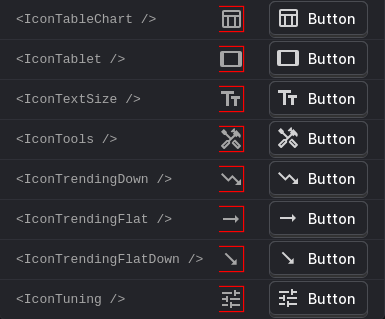 <IconTableChart /> Button
<IconTablet /> Button
<IconTextSize /> Button
<IconTools /> Button
<IconTrendingDown /> Button
<IconTrendingFlat /> Button
<IconTrendingFlatDown /> Button
<IconTuning /> Button